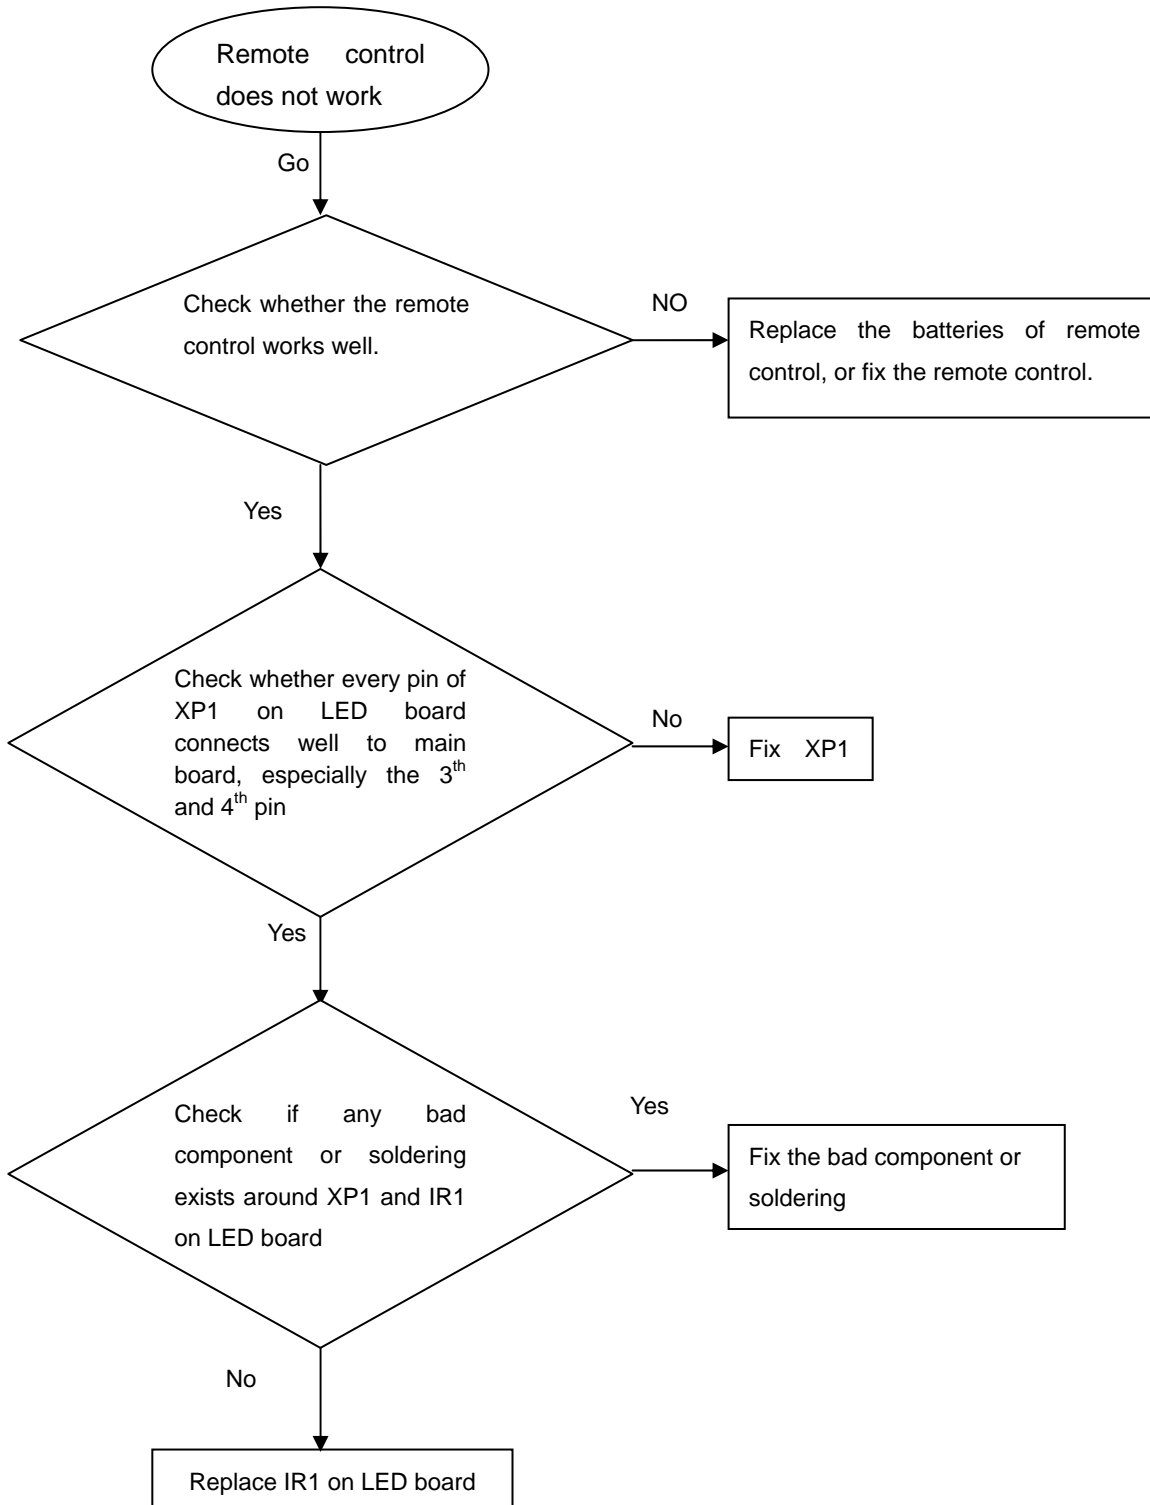 Remote control
does not work
Go
Check whether the remote
control works well.
NO
Replace the batteries of remote
control, or fix the remote control.
Yes
Check whether every pin of
XP1 on LED board
connects well to main
board, especially the 3th
and 4th pin
No
Fix XP1
Yes
Check if any bad
component or soldering
exists around XP1 and IR1
on LED board
Yes
Fix the bad component or
soldering
No
Replace IR1 on LED board